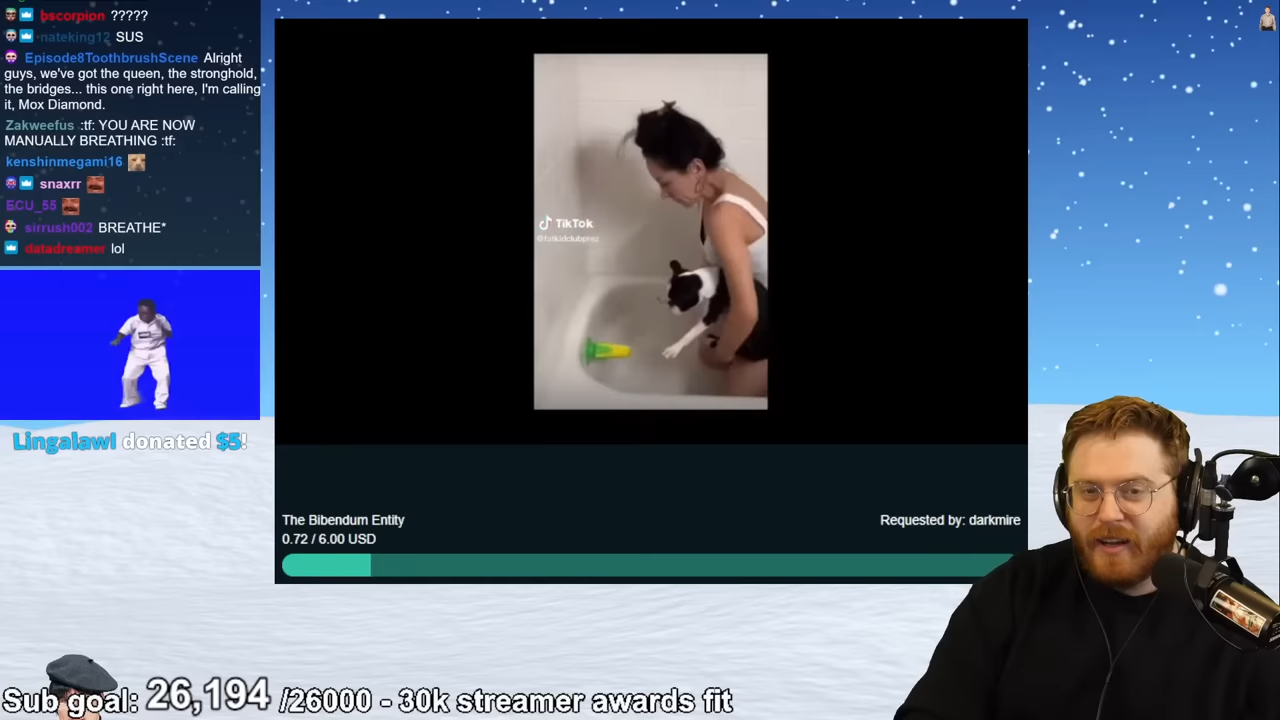 bscorpion ?????
nateking12 SUS
Episode8ToothbrushScene Alright
guys, we've got the queen, the stronghold,
the bridges... this one right here, I'm calling
it, Mox Diamond.
Zakweefus :tf: YOU ARE NOW
MANUALLY BREATHING :tf:
kenshinmegami16
snaxrr
ECU_55
sirrush002 BREATHE*
datadreamer lol
TikTok
@fatkidclubprez
Lingalawl donated $5!
The Bibendum Entity
Requested by: darkmire
0.72 / 6.00 USD
Sub goal: 26,194 /26000 - 30k streamer awards fit